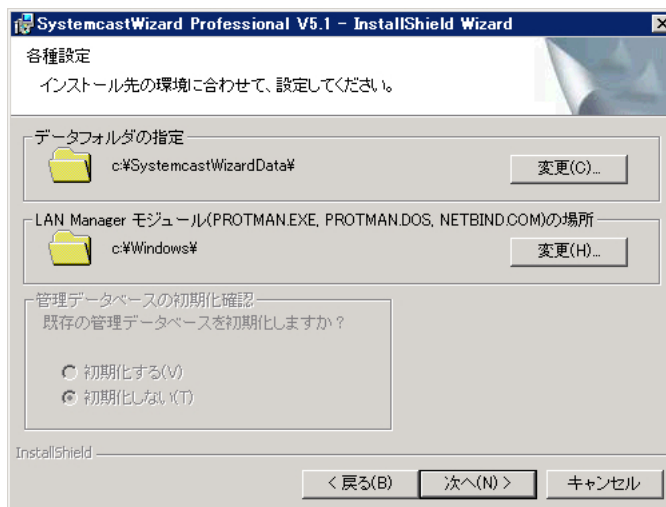 SystemcastWizard Professional V5.1 - InstallShield Wizard
各種設定
インストール先の環境に合わせて、設定してください。
データフォルダの指定
c:¥SystemcastWizardData¥
変更(C)...
LAN Manager モジュール(PROTMAN.EXE, PROTMAN.DOS, NETBIND.COM)の場所
c:¥Windows¥
変更(H)...
管理データベースの初期化確認
既存の管理データベースを初期化しますか？
初期化する(V)
初期化しない(T)
InstallShield
< 戻る(B)
次へ(N) >
キャンセル